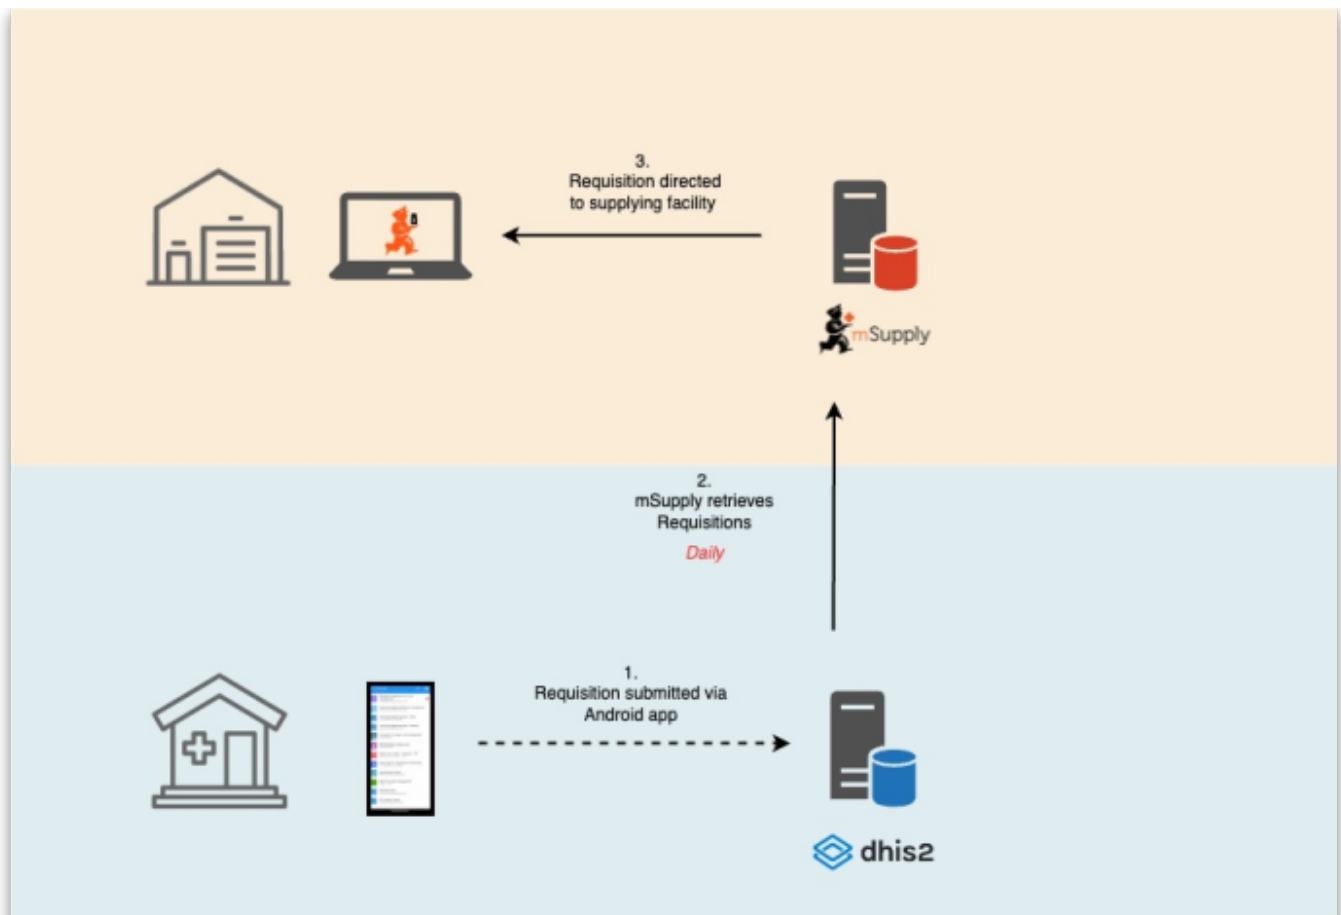 3.
Requisition directed
to supplying facility
mSupply
2.
mSupply retrieves
Requisitions
Daily
1.
Requisition submitted via
Android app
dhis2